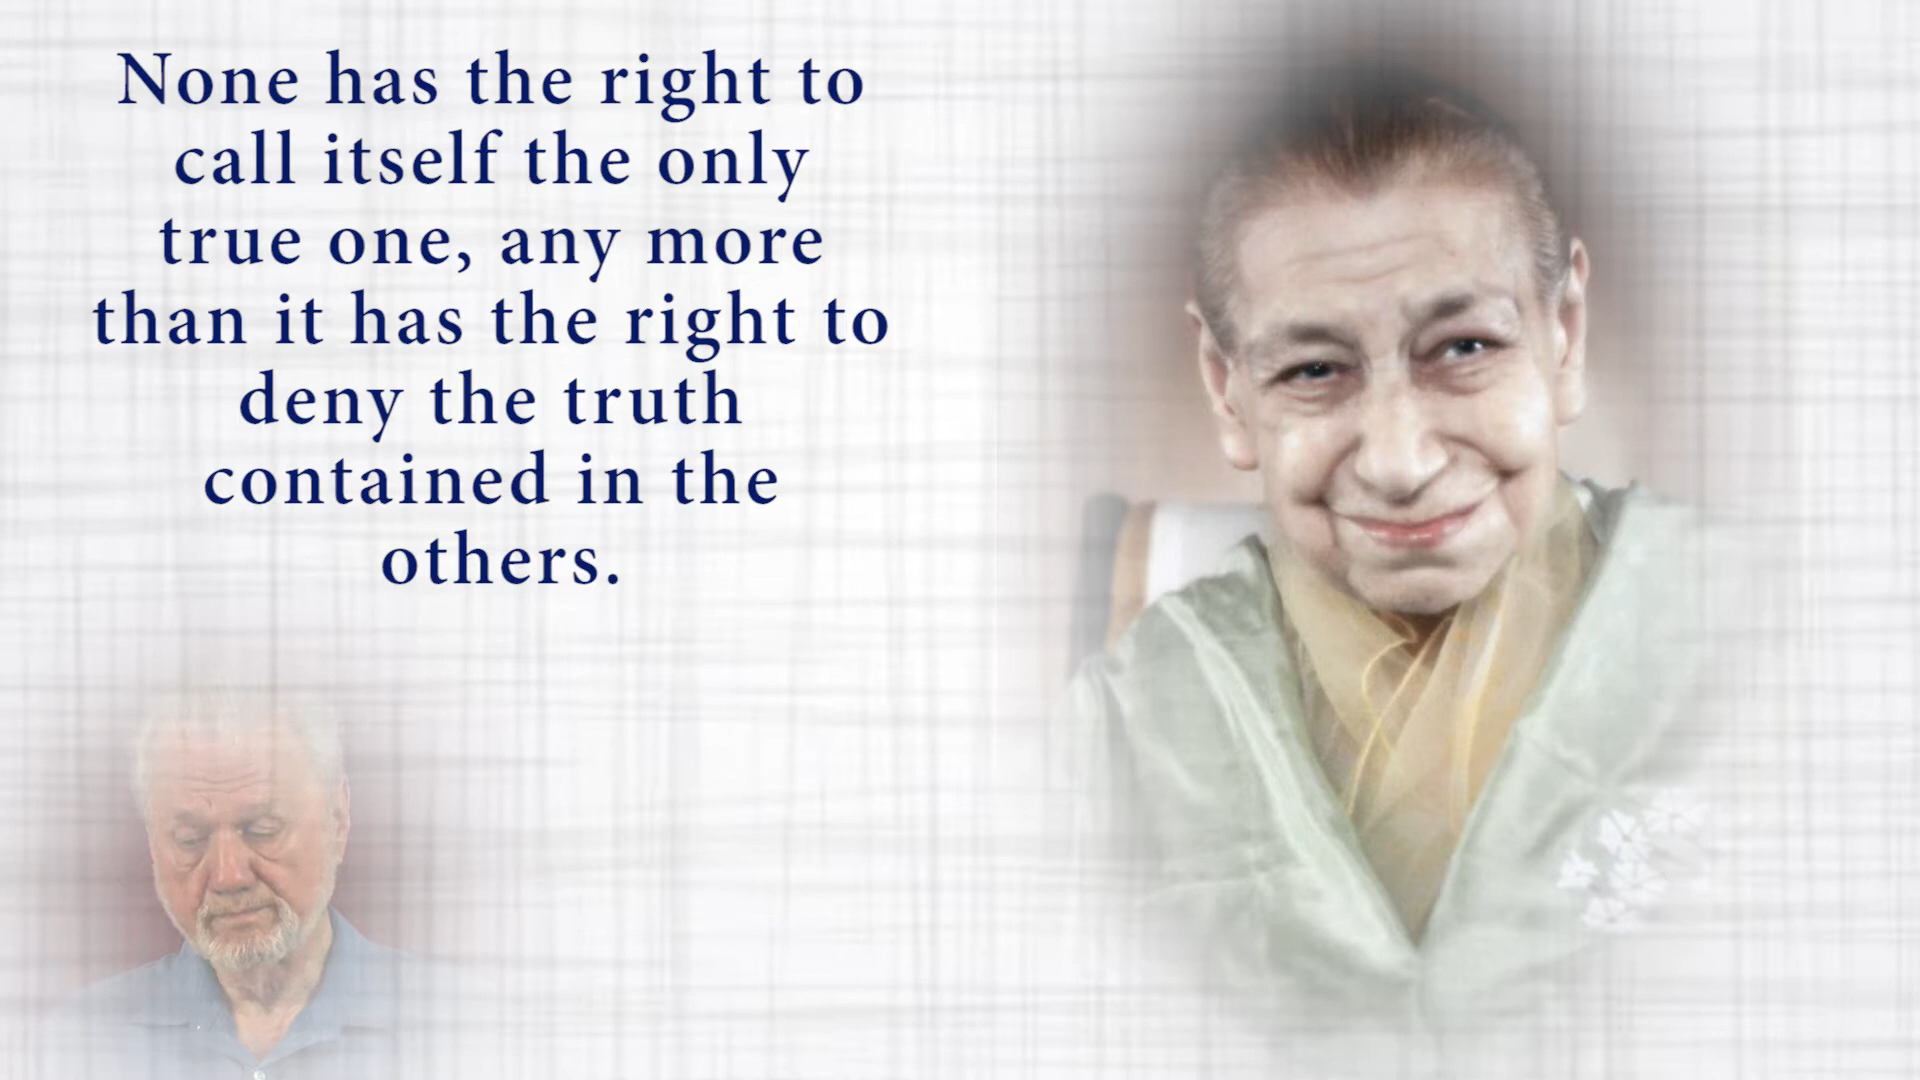 None has the right to
call itself the only
true one, any more
than it has the right to
deny the truth
contained in the
others.